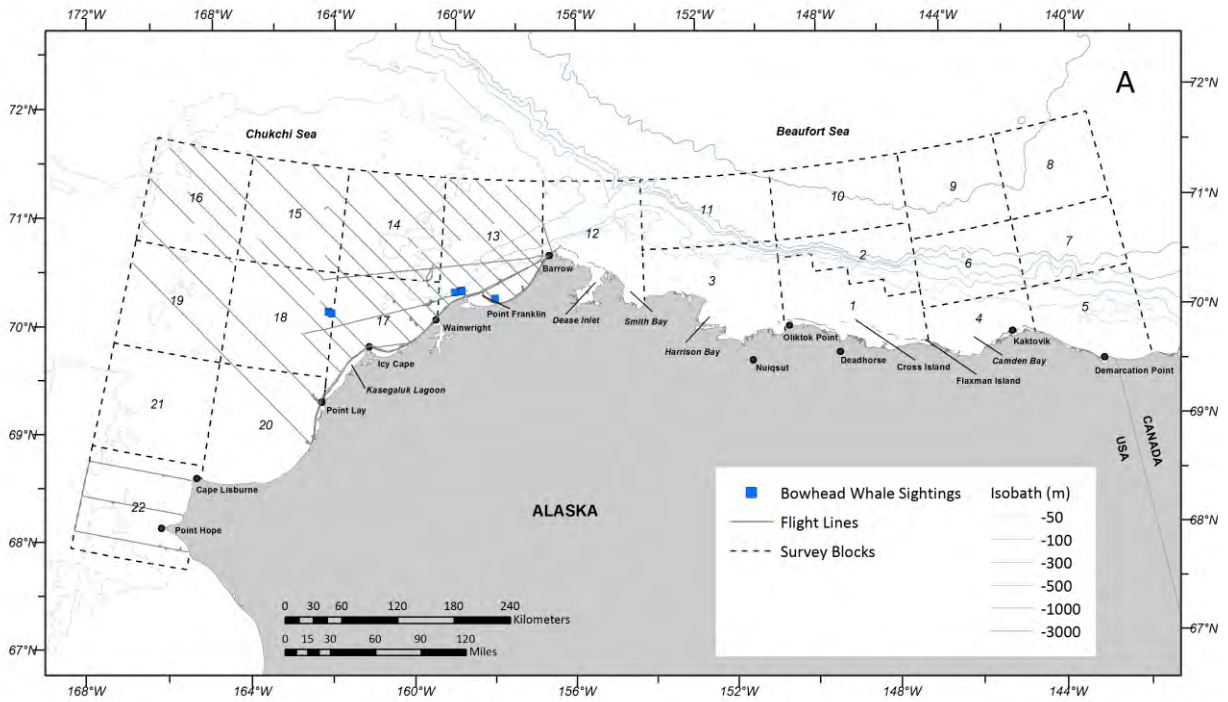 172°W 168°W 164°W 160°W 156°W 152°W 148°W 144°W 140°W
A
72°N 72°N
Chukchi Sea Beaufort Sea
8
9
16 10
71°N 15 71°N
14 11
13 12 7
2 6
Barrow
3
19 18 1 5
70°N 17 4 70°N
Point Franklin
Wainwright Dease Inlet Smith Bay
Oliktok Point Kaktovik
Harrison Bay
Icy Cape Nuiqsut Deadhorse Cross Island Camden Bay Demarcation Point
Kasegaluk Lagoon Flaxman Island
21 Point Lay
69°N 20 69°N
CANADA
USA
Cape Lisburne
22
Point Hope
ALASKA
68°N 68°N
Bowhead Whale Sightings
Flight Lines
Survey Blocks
Isobath (m)
-50
-100
-300
-500
-1000
-3000
0 30 60 120 180 240
Kilometers
0 15 30 60 90 120
Miles
67°N 67°N
168°W 164°W 160°W 156°W 152°W 148°W 144°W